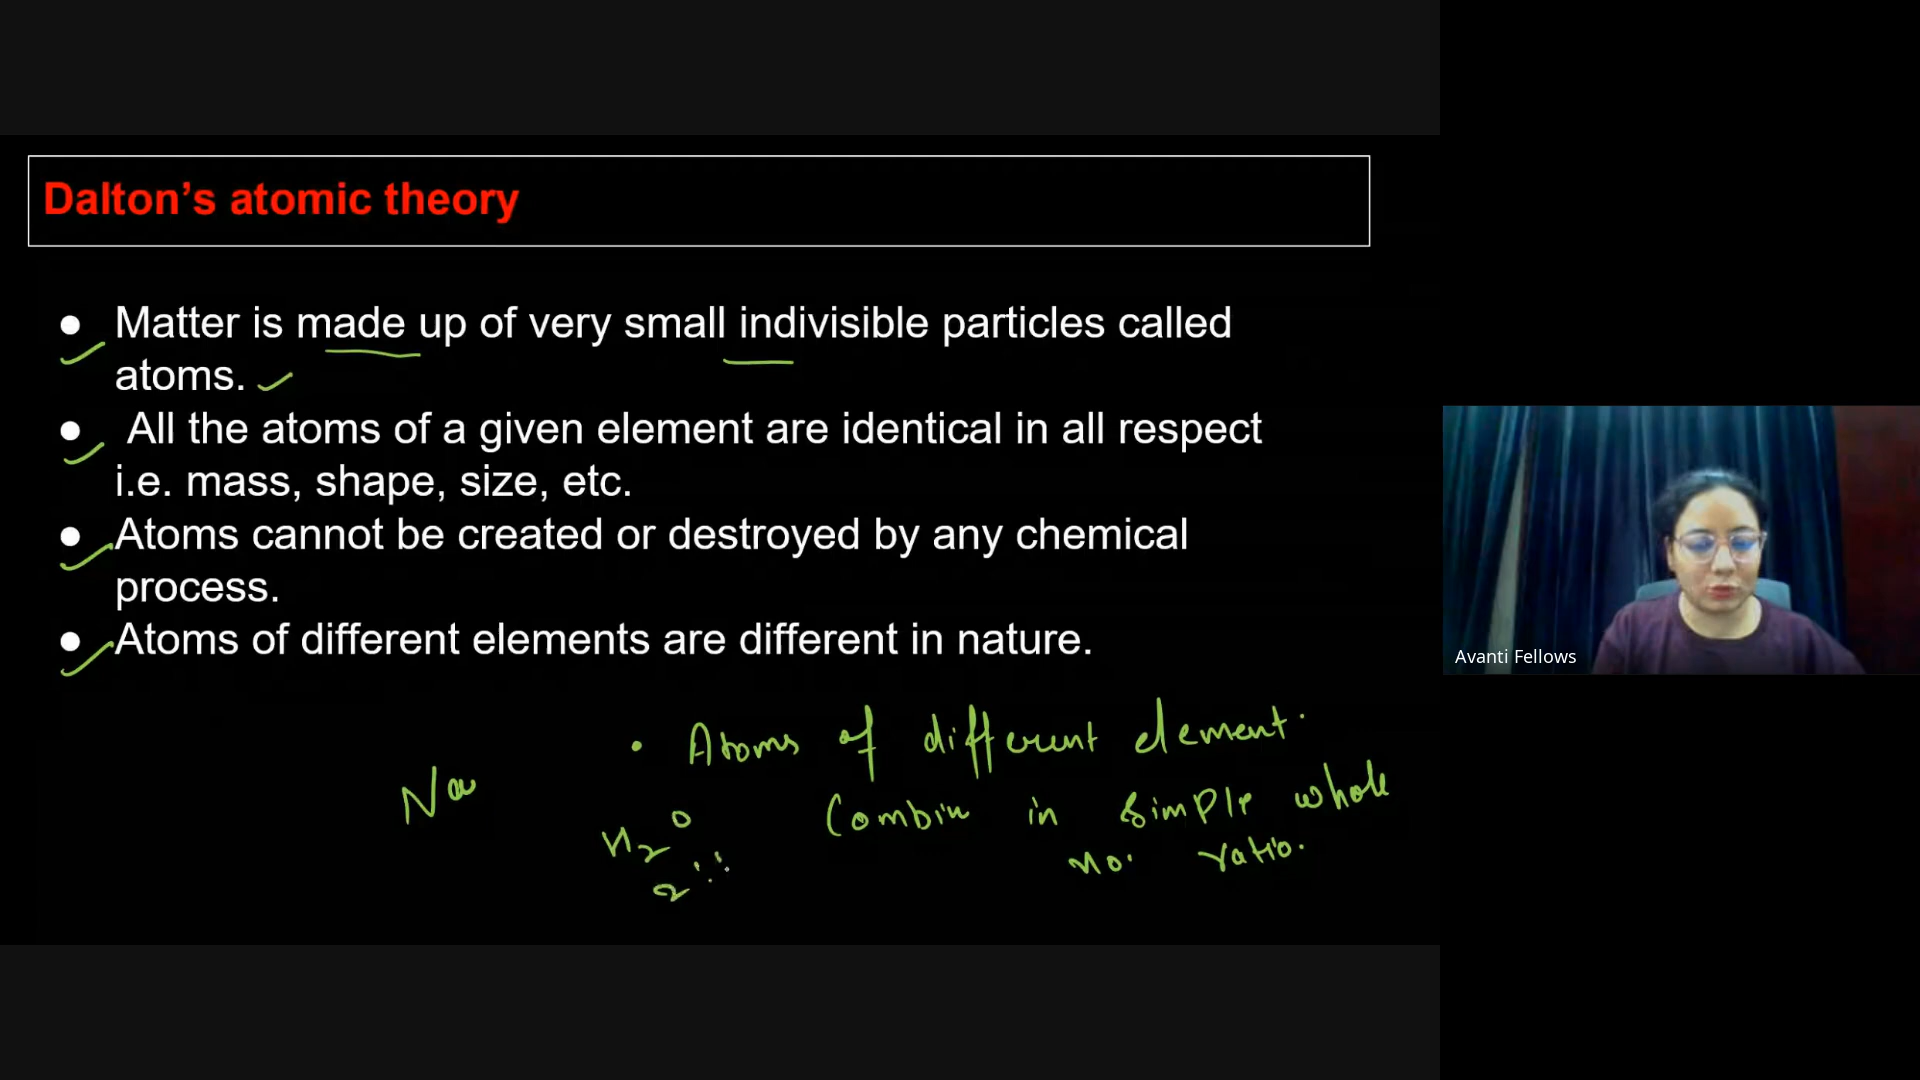 Dalton’s atomic theory
● Matter is made up of very small indivisible particles called
atoms.
● All the atoms of a given element are identical in all respect
i.e. mass, shape, size, etc.
● Atoms cannot be created or destroyed by any chemical
process.
● Atoms of different elements are different in nature.
• Atoms of different element.
Na
Combin in simple whole
no. ratio.
H2O
2:
Avanti Fellows